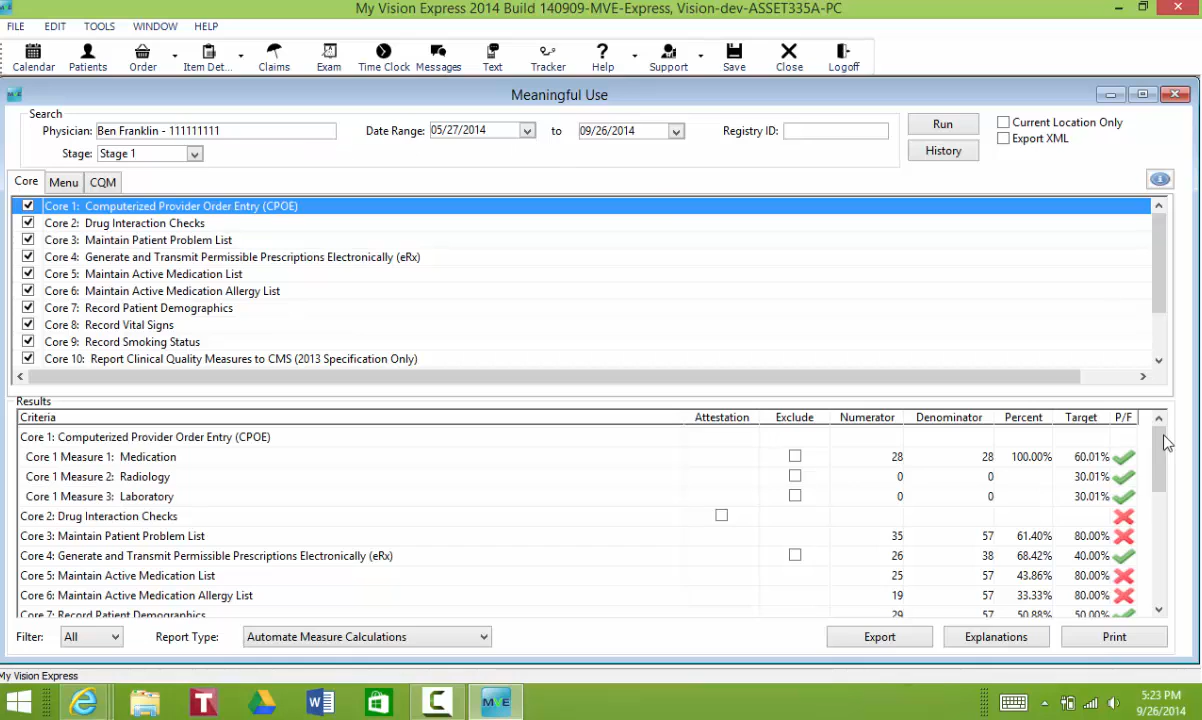 My Vision Express 2014 Build 140909-MVE-Express, Vision-dev-ASSET335A-PC
FILE EDIT TOOLS WINDOW HELP
Calendar Patients Order Item Det... Claims Exam Time Clock Messages Text Tracker Help Support Save Close Logoff
Meaningful Use
Search
Physician: Ben Franklin - 111111111 Date Range: 05/27/2014 to 09/26/2014 Registry ID: Run Current Location Only
Export XML
Stage: Stage 1 History
Core Menu CQM
Core 1: Computerized Provider Order Entry (CPOE)
Core 2: Drug Interaction Checks
Core 3: Maintain Patient Problem List
Core 4: Generate and Transmit Permissible Prescriptions Electronically (eRx)
Core 5: Maintain Active Medication List
Core 6: Maintain Active Medication Allergy List
Core 7: Record Patient Demographics
Core 8: Record Vital Signs
Core 9: Record Smoking Status
Core 10: Report Clinical Quality Measures to CMS (2013 Specification Only)
Results
Criteria Attestation Exclude Numerator Denominator Percent Target P/F
Core 1: Computerized Provider Order Entry (CPOE)
Core 1 Measure 1: Medication 28 28 100.00% 60.01%
Core 1 Measure 2: Radiology 0 0 30.01%
Core 1 Measure 3: Laboratory 0 0 30.01%
Core 2: Drug Interaction Checks
Core 3: Maintain Patient Problem List 35 57 61.40% 80.00%
Core 4: Generate and Transmit Permissible Prescriptions Electronically (eRx) 26 38 68.42% 40.00%
Core 5: Maintain Active Medication List 25 57 43.86% 80.00%
Core 6: Maintain Active Medication Allergy List 19 57 33.33% 80.00%
Core 7: Record Patient Demographics 29 57 50.88% 50.00%
Filter: All Report Type: Automate Measure Calculations Export Explanations Print
My Vision Express
5:23 PM
9/26/2014